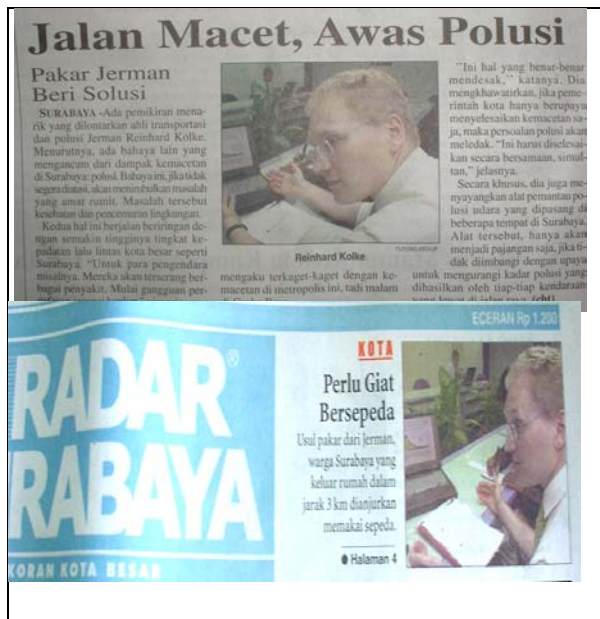 Jalan Macet, Awas Polusi
Pakar Jerman
Beri Solusi
SURABAYA -Ada pemikiran mena-
rik yang dilontarkan ahli transportasi
dan polusi Jerman Reinhard Kolke.
Menurutnya, ada bahaya lain yang
mengancam dari dampak kemacetan
di Surabaya: polusi. Bahaya ini, jika tidak
segera diatasi, akan menimbulkan masalah
yang amat rumit. Masalah tersebut
kesehatan dan pencemaran lingkungan.
Kedua hal ini berjalan beriringan de-
ngan semakin tingginya tingkat ke-
padatan lalu lintas kota besar seperti
Surabaya. "Untuk para pengendara
misalnya. Mereka akan terserang ber-
bagai penyakit. Mulai gangguan per-
Reinhard Kolke
mengaku terkaget-kaget dengan ke-
macetan di metropolis ini, tadi malam
"Ini hal yang benar-benar
mendesak," katanya. Dia
mengkhawatirkan, jika peme-
rintah kota hanya berupaya
menyelesaikan kemacetan sa-
ja, maka persoalan polusi akan
meledak. "Ini harus diselesai-
kan secara bersamaan, simul-
tan," jelasnya.
Secara khusus, dia juga me-
nyayangkan alat pemantau po-
lusi udara yang dipasang di
beberapa tempat di Surabaya.
Alat tersebut, hanya akan
menjadi pajangan saja, jika ti-
dak diimbangi dengan upaya
untuk mengurangi kadar polusi yang
dihasilkan oleh tiap-tiap kendaraan
yang lewat di jalan raya. (cht)
ECERAN Rp 1.200
RADAR®
RABAYA
KORAN KOTA BESAR
KOTA
Perlu Giat
Bersepeda
Usul pakar dari Jerman,
warga Surabaya yang
keluar rumah dalam
jarak 3 km dianjurkan
memakai sepeda.
● Halaman 4